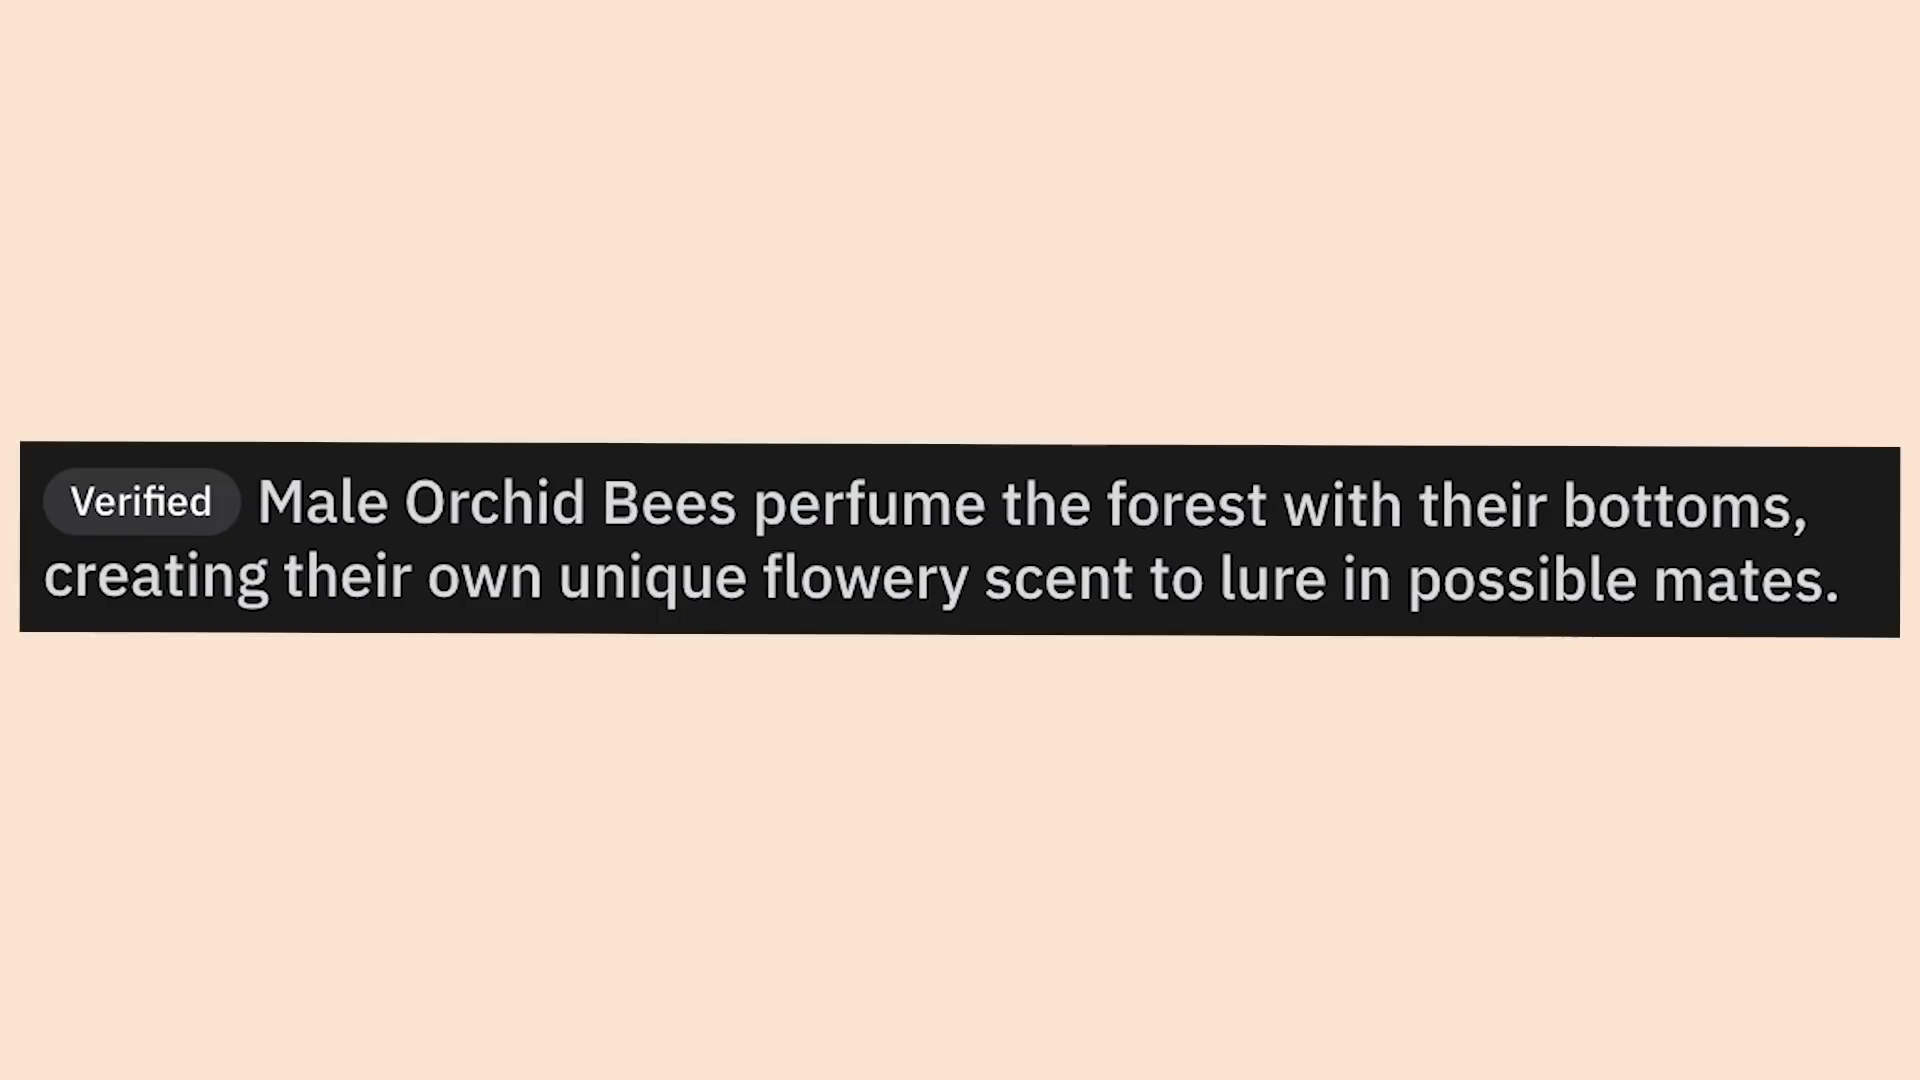 Verified Male Orchid Bees perfume the forest with their bottoms,
creating their own unique flowery scent to lure in possible mates.